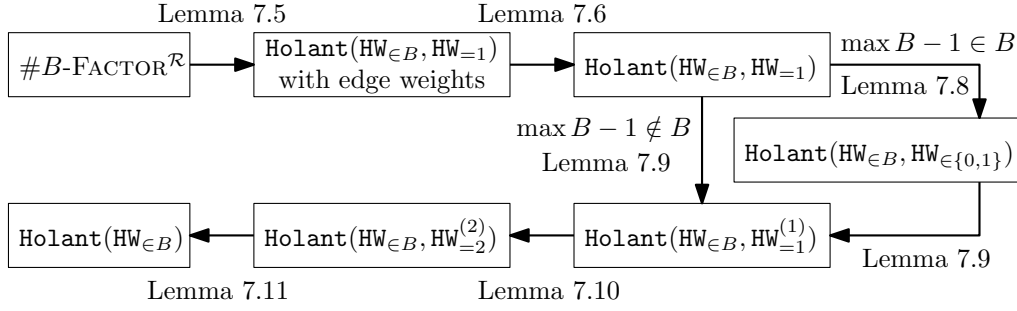 Lemma 7.5
Lemma 7.6
#B-FACTOR^ℛ
Holant(HW_{∈B}, HW_{=1})
with edge weights
Holant(HW_{∈B}, HW_{=1})
max B − 1 ∈ B
Lemma 7.8
max B − 1 ∉ B
Lemma 7.9
Holant(HW_{∈B}, HW_{∈{0,1}})
Holant(HW_{∈B})
Holant(HW_{∈B}, HW_{=2}^{(2)})
Holant(HW_{∈B}, HW_{=1}^{(1)})
Lemma 7.9
Lemma 7.11
Lemma 7.10